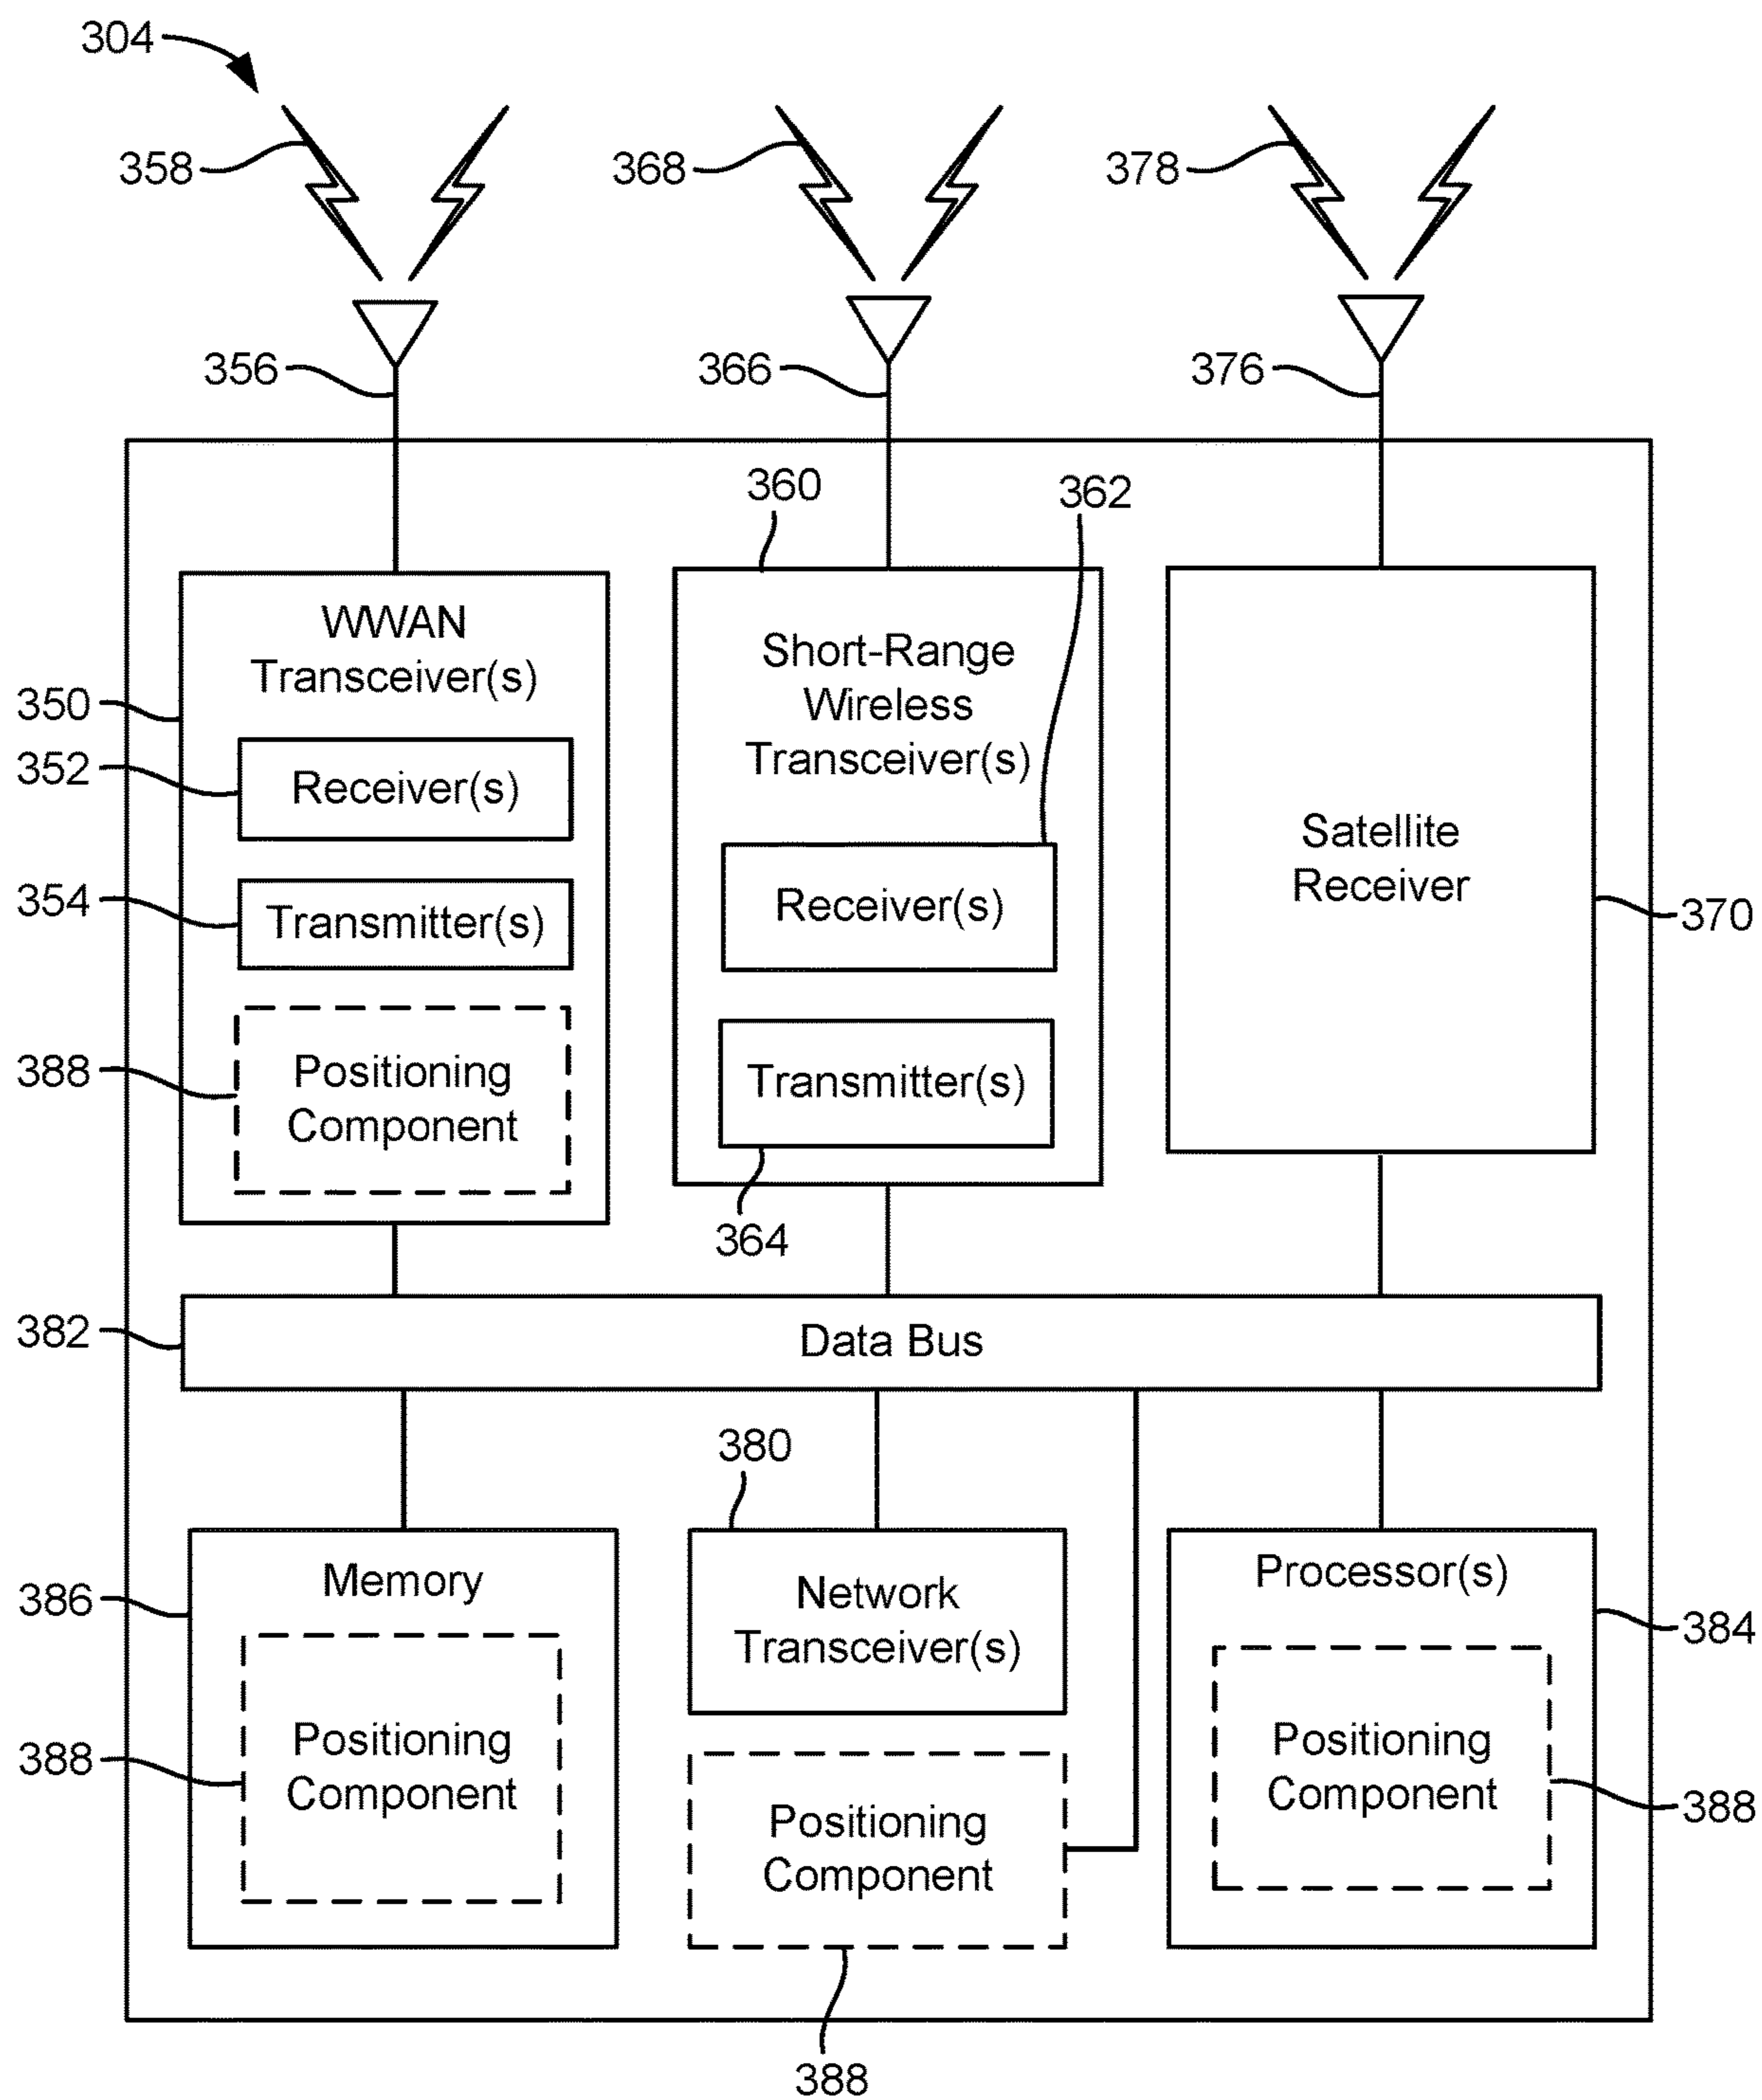 304
358
368
378
356
366
376
360
362
WWAN
Transceiver(s)
350
Short-Range
Wireless
Transceiver(s)
352
Receiver(s)
Satellite
Receiver
354
Transmitter(s)
Receiver(s)
370
388
Positioning
Component
Transmitter(s)
364
382
Data Bus
380
Memory
Network
Transceiver(s)
Processor(s)
386
384
388
Positioning
Component
Positioning
Component
Positioning
Component
388
388